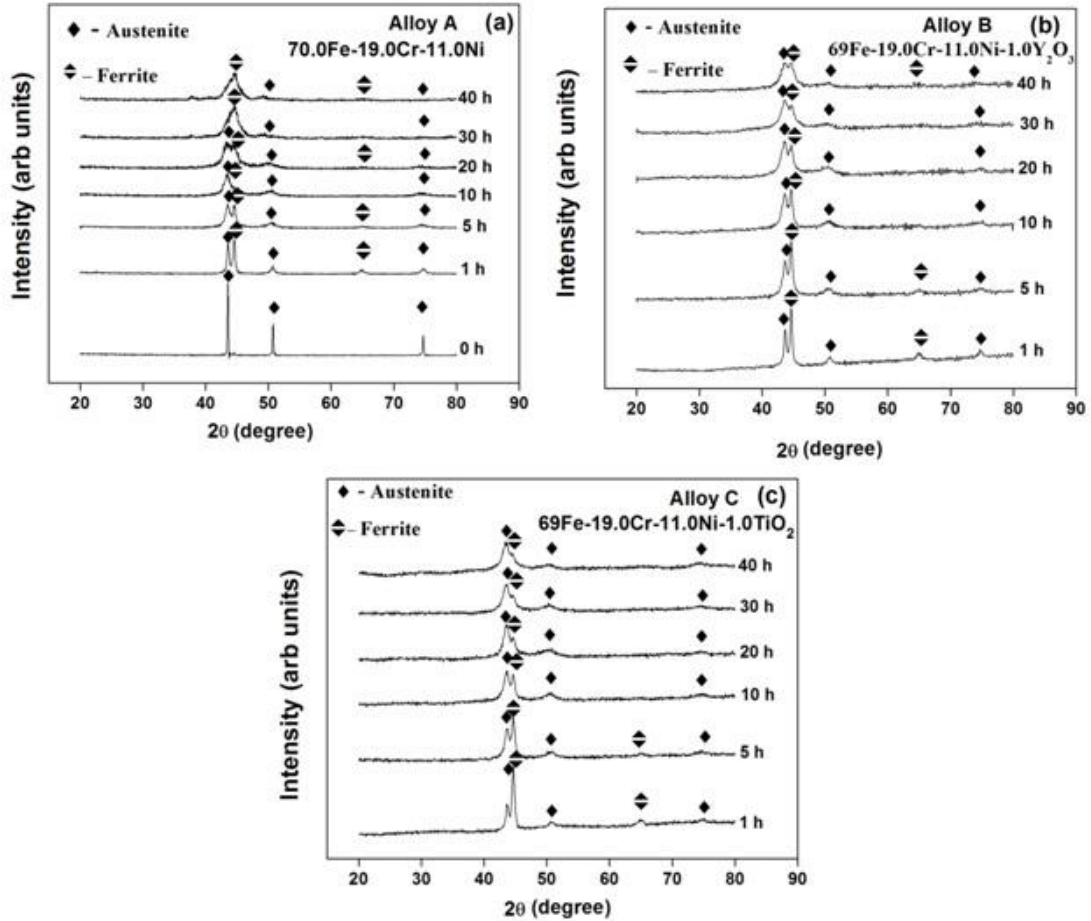 Alloy A (a)
◆ - Austenite
70.0Fe-19.0Cr-11.0Ni
– Ferrite
40 h
30 h
20 h
10 h
5 h
1 h
0 h
Intensity (arb units)
20 30 40 50 60 70 80 90
2θ (degree)
(b)
Alloy B
◆ - Austenite
69Fe-19.0Cr-11.0Ni-1.0Y₂O₃
– Ferrite
40 h
30 h
20 h
10 h
5 h
1 h
Intensity (arb units)
20 30 40 50 60 70 80 90
2θ (degree)
◆ - Austenite
Alloy C (c)
– Ferrite
69Fe-19.0Cr-11.0Ni-1.0TiO₂
40 h
30 h
20 h
10 h
5 h
1 h
Intensity (arb units)
20 30 40 50 60 70 80 90
2θ (degree)